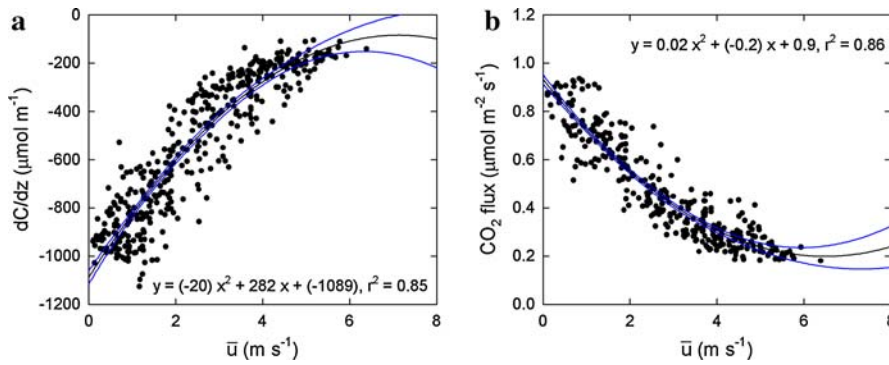 a
0
-200
-400
-600
-800
-1000
-1200
dC/dz (μmol m⁻¹)
y = (-20) x² + 282 x + (-1089), r² = 0.85
0 2 4 6 8
u̅ (m s⁻¹)
b
1.2
1.0
0.8
0.6
0.4
0.2
0.0
CO₂ flux (μmol m⁻² s⁻¹)
y = 0.02 x² + (-0.2) x + 0.9, r² = 0.86
0 2 4 6 8
u̅ (m s⁻¹)